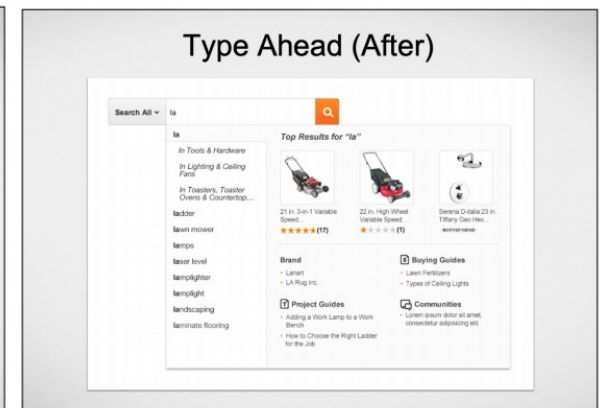 Type Ahead (After)
Search All
la
la
In Tools & Hardware
In Lighting & Ceiling
Fans
In Toasters, Toaster
Ovens & Countertop...
ladder
lawn mower
lamps
laser level
lamplighter
lamplight
landscaping
laminate flooring
Top Results for "la"
21 in. 3-in-1 Variable
Speed...
(17)
22 in. High Wheel
Variable Speed...
(1)
Serena D-italia 23 in.
Tiffany Geo Hex...
Brand
Lanart
LA Rug Inc.
Buying Guides
Lawn Fertilizers
Types of Ceiling Lights
Project Guides
Adding a Work Lamp to a Work
Bench
How to Choose the Right Ladder
for the Job
Communities
Lorem ipsum dolor sit amet,
consectetur adipisicing elit.